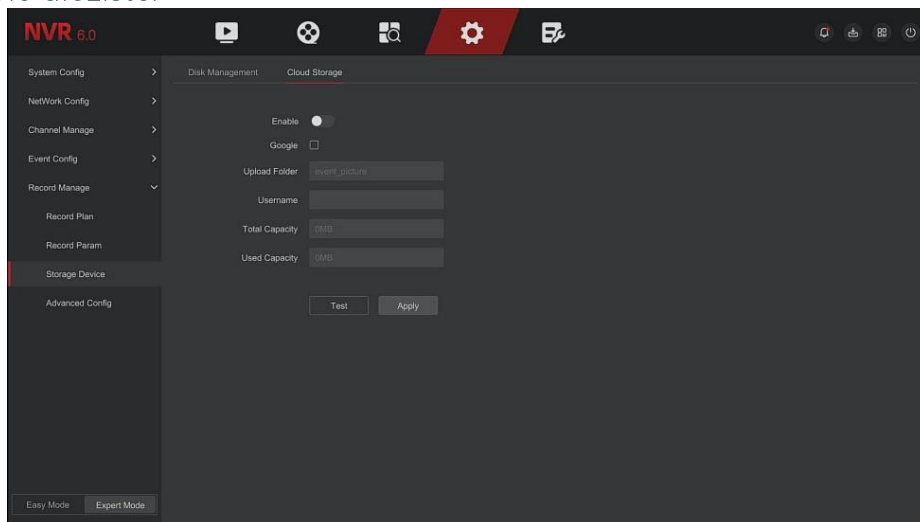 NVR 6.0
System Config
NetWork Config
Channel Manage
Event Config
Record Manage
Record Plan
Record Param
Storage Device
Advanced Config
Easy Mode Expert Mode
Disk Management Cloud Storage
Enable
Google
Upload Folder event_picture
Username
Total Capacity 0MB
Used Capacity 0MB
Test Apply